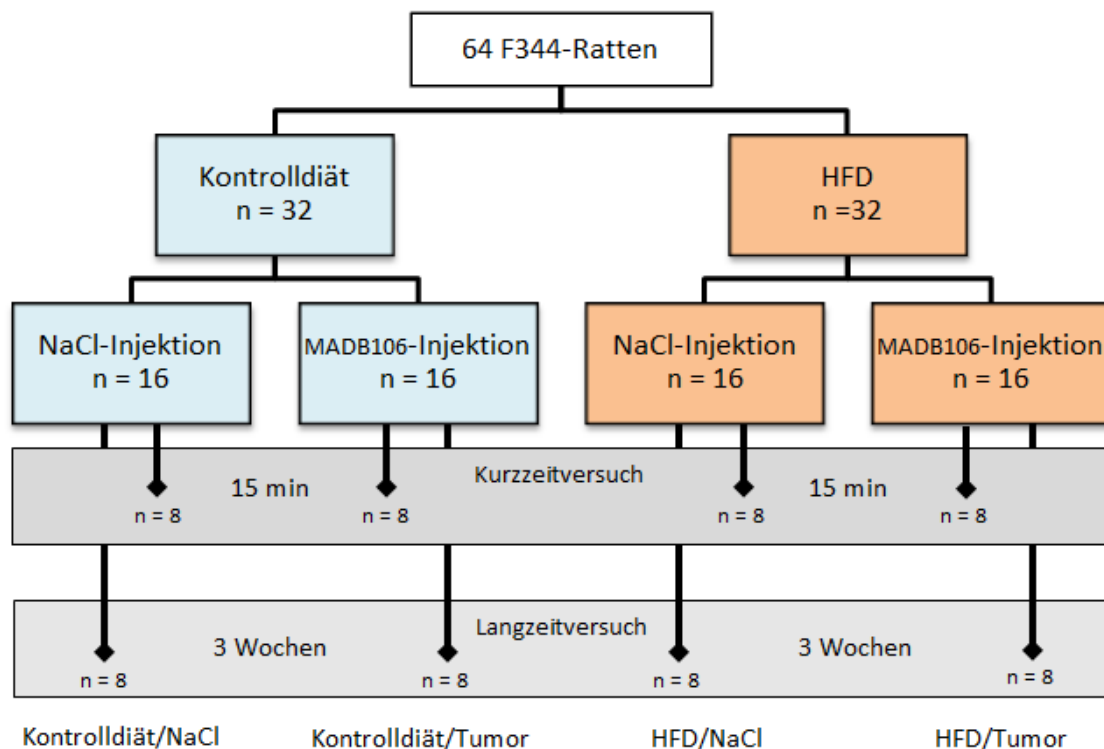 64 F344-Ratten
Kontrolldiät
n = 32
HFD
n =32
NaCl-Injektion
n = 16
MADB106-Injektion
n = 16
NaCl-Injektion
n = 16
MADB106-Injektion
n = 16
Kurzzeitversuch
15 min
15 min
n = 8
n = 8
n = 8
n = 8
Langzeitversuch
3 Wochen
3 Wochen
n = 8
n = 8
n = 8
n = 8
Kontrolldiät/NaCl
Kontrolldiät/Tumor
HFD/NaCl
HFD/Tumor